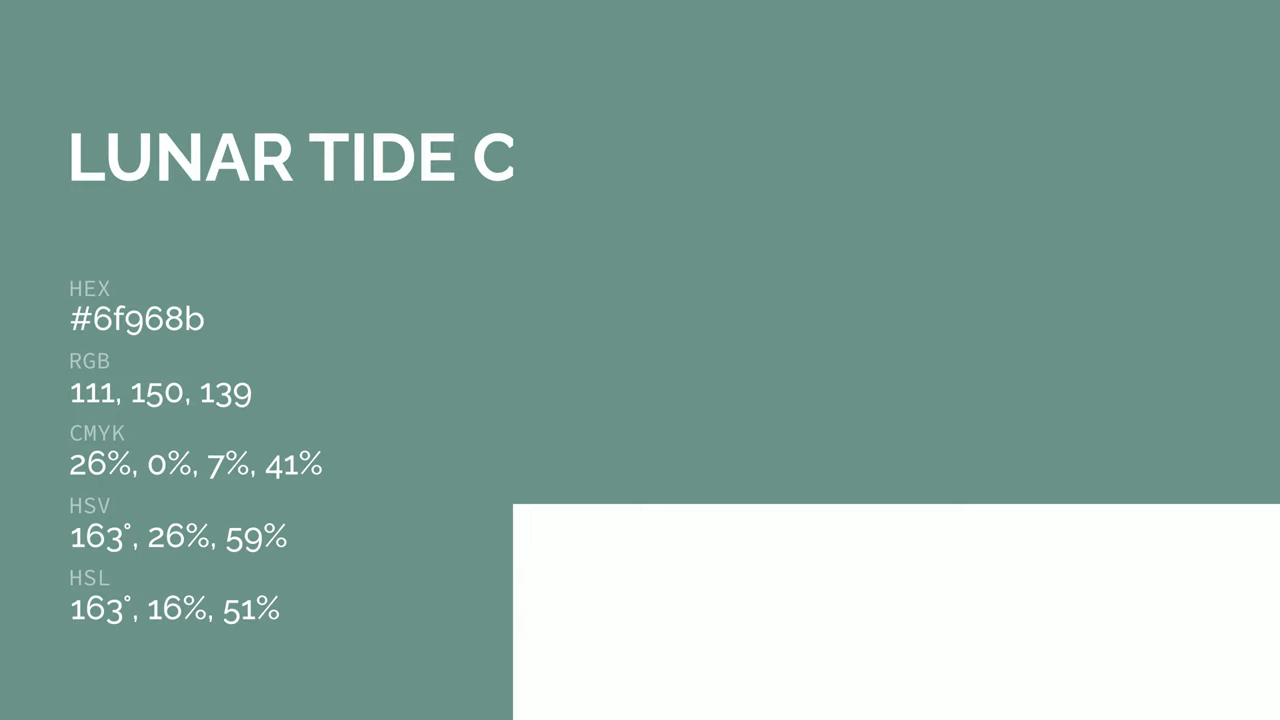 LUNAR TIDE C
HEX
#6f968b
RGB
111, 150, 139
CMYK
26%, 0%, 7%, 41%
HSV
163°, 26%, 59%
HSL
163°, 16%, 51%